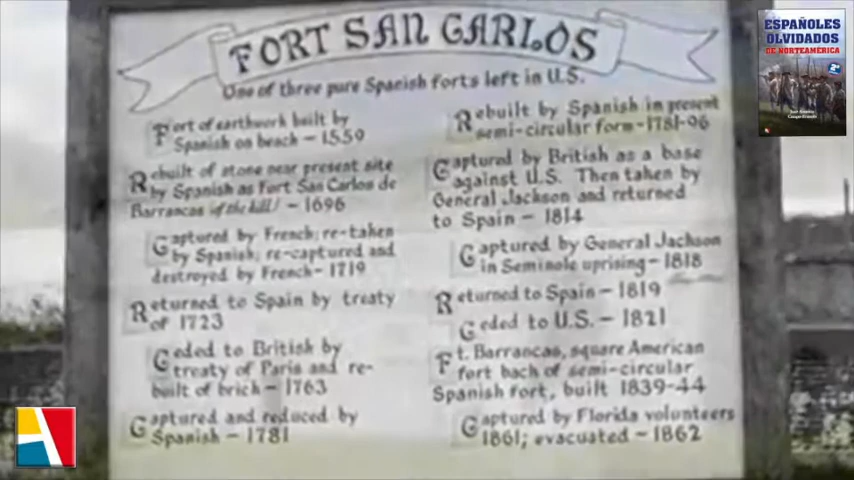 FORT SAN CARLOS
One of three pure Spanish forts left in U.S.
Fort of earthwork built by
Spanish on beach - 1559
Rebuilt of stone near present site
by Spanish as Fort San Carlos de
Barrancas (of the hill) - 1696
Captured by French; re-taken
by Spanish; re-captured and
destroyed by French - 1719
Returned to Spain by treaty
of 1723
Ceded to British by
treaty of Paris and re-
built of brick - 1763
Captured and reduced by
Spanish - 1781
Rebuilt by Spanish in present
semi-circular form - 1781-96
Captured by British as a base
against U.S. Then taken by
General Jackson and returned
to Spain - 1814
Captured by General Jackson
in Seminole uprising - 1818
Returned to Spain - 1819
Ceded to U.S. - 1821
Ft. Barrancas, square American
fort back of semi-circular
Spanish fort, built 1839-44
Captured by Florida volunteers
1861; evacuated - 1862
ESPAÑOLES
OLVIDADOS
DE NORTEAMÉRICA